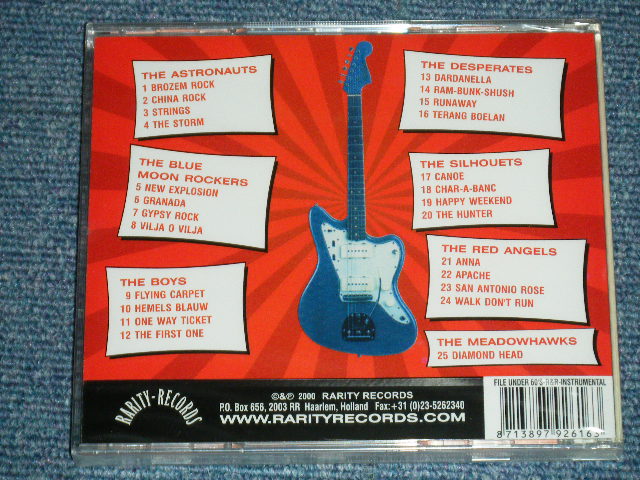 THE ASTRONAUTS
1 BROZEM ROCK
2 CHINA ROCK
3 STRINGS
4 THE STORM
THE BLUE
MOON ROCKERS
5 NEW EXPLOSION
6 GRANADA
7 GYPSY ROCK
8 VILJA O VILJA
THE BOYS
9 FLYING CARPET
10 HEMELS BLAUW
11 ONE WAY TICKET
12 THE FIRST ONE
THE DESPERATES
13 DARDANELLA
14 RAM-BUNK-SHUSH
15 RUNAWAY
16 TERANG BOELAN
THE SILHOUETS
17 CANOE
18 CHAR-A-BANC
19 HAPPY WEEKEND
20 THE HUNTER
THE RED ANGELS
21 ANNA
22 APACHE
23 SAN ANTONIO ROSE
24 WALK DON'T RUN
THE MEADOWHAWKS
25 DIAMOND HEAD
RARITY-RECORDS
©&℗ 2000 RARITY RECORDS
P.O. Box 656, 2003 RR Haarlem, Holland Fax:+31 (0)23-5262340
WWW.RARITYRECORDS.COM
FILE UNDER 60'S-R&R-INSTRUMENTAL
8 713897 926163